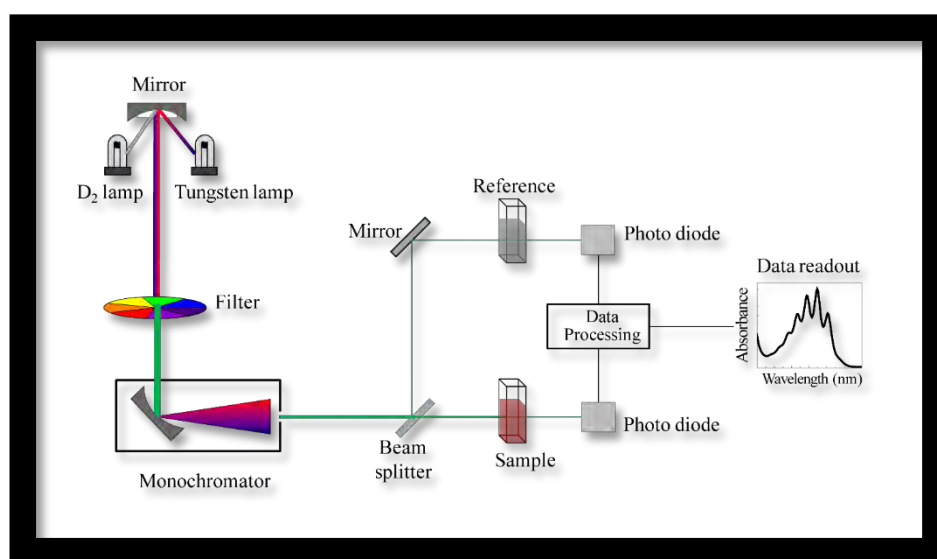 Mirror
D₂ lamp
Tungsten lamp
Filter
Monochromator
Mirror
Beam
splitter
Reference
Sample
Photo diode
Data
Processing
Photo diode
Data readout
Absorbance
Wavelength (nm)